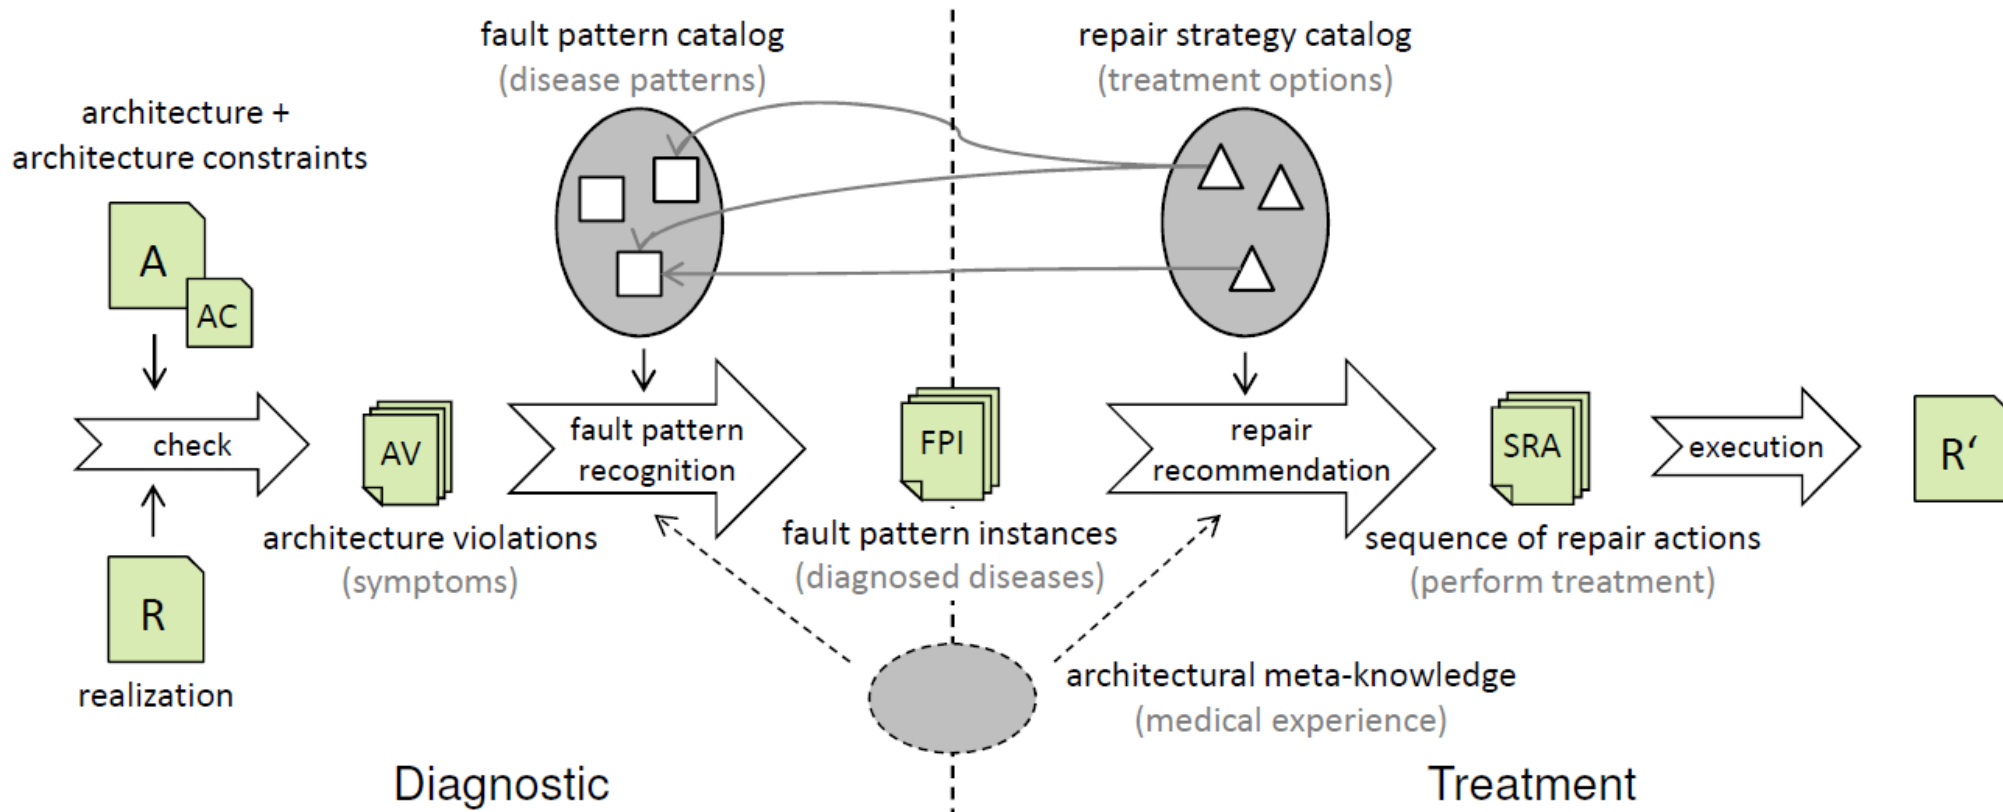 fault pattern catalog
(disease patterns)
repair strategy catalog
(treatment options)
architecture +
architecture constraints
A
AC
check
AV
fault pattern
recognition
FPI
repair
recommendation
SRA
execution
R‘
architecture violations
(symptoms)
fault pattern instances
(diagnosed diseases)
sequence of repair actions
(perform treatment)
R
realization
architectural meta-knowledge
(medical experience)
Diagnostic
Treatment